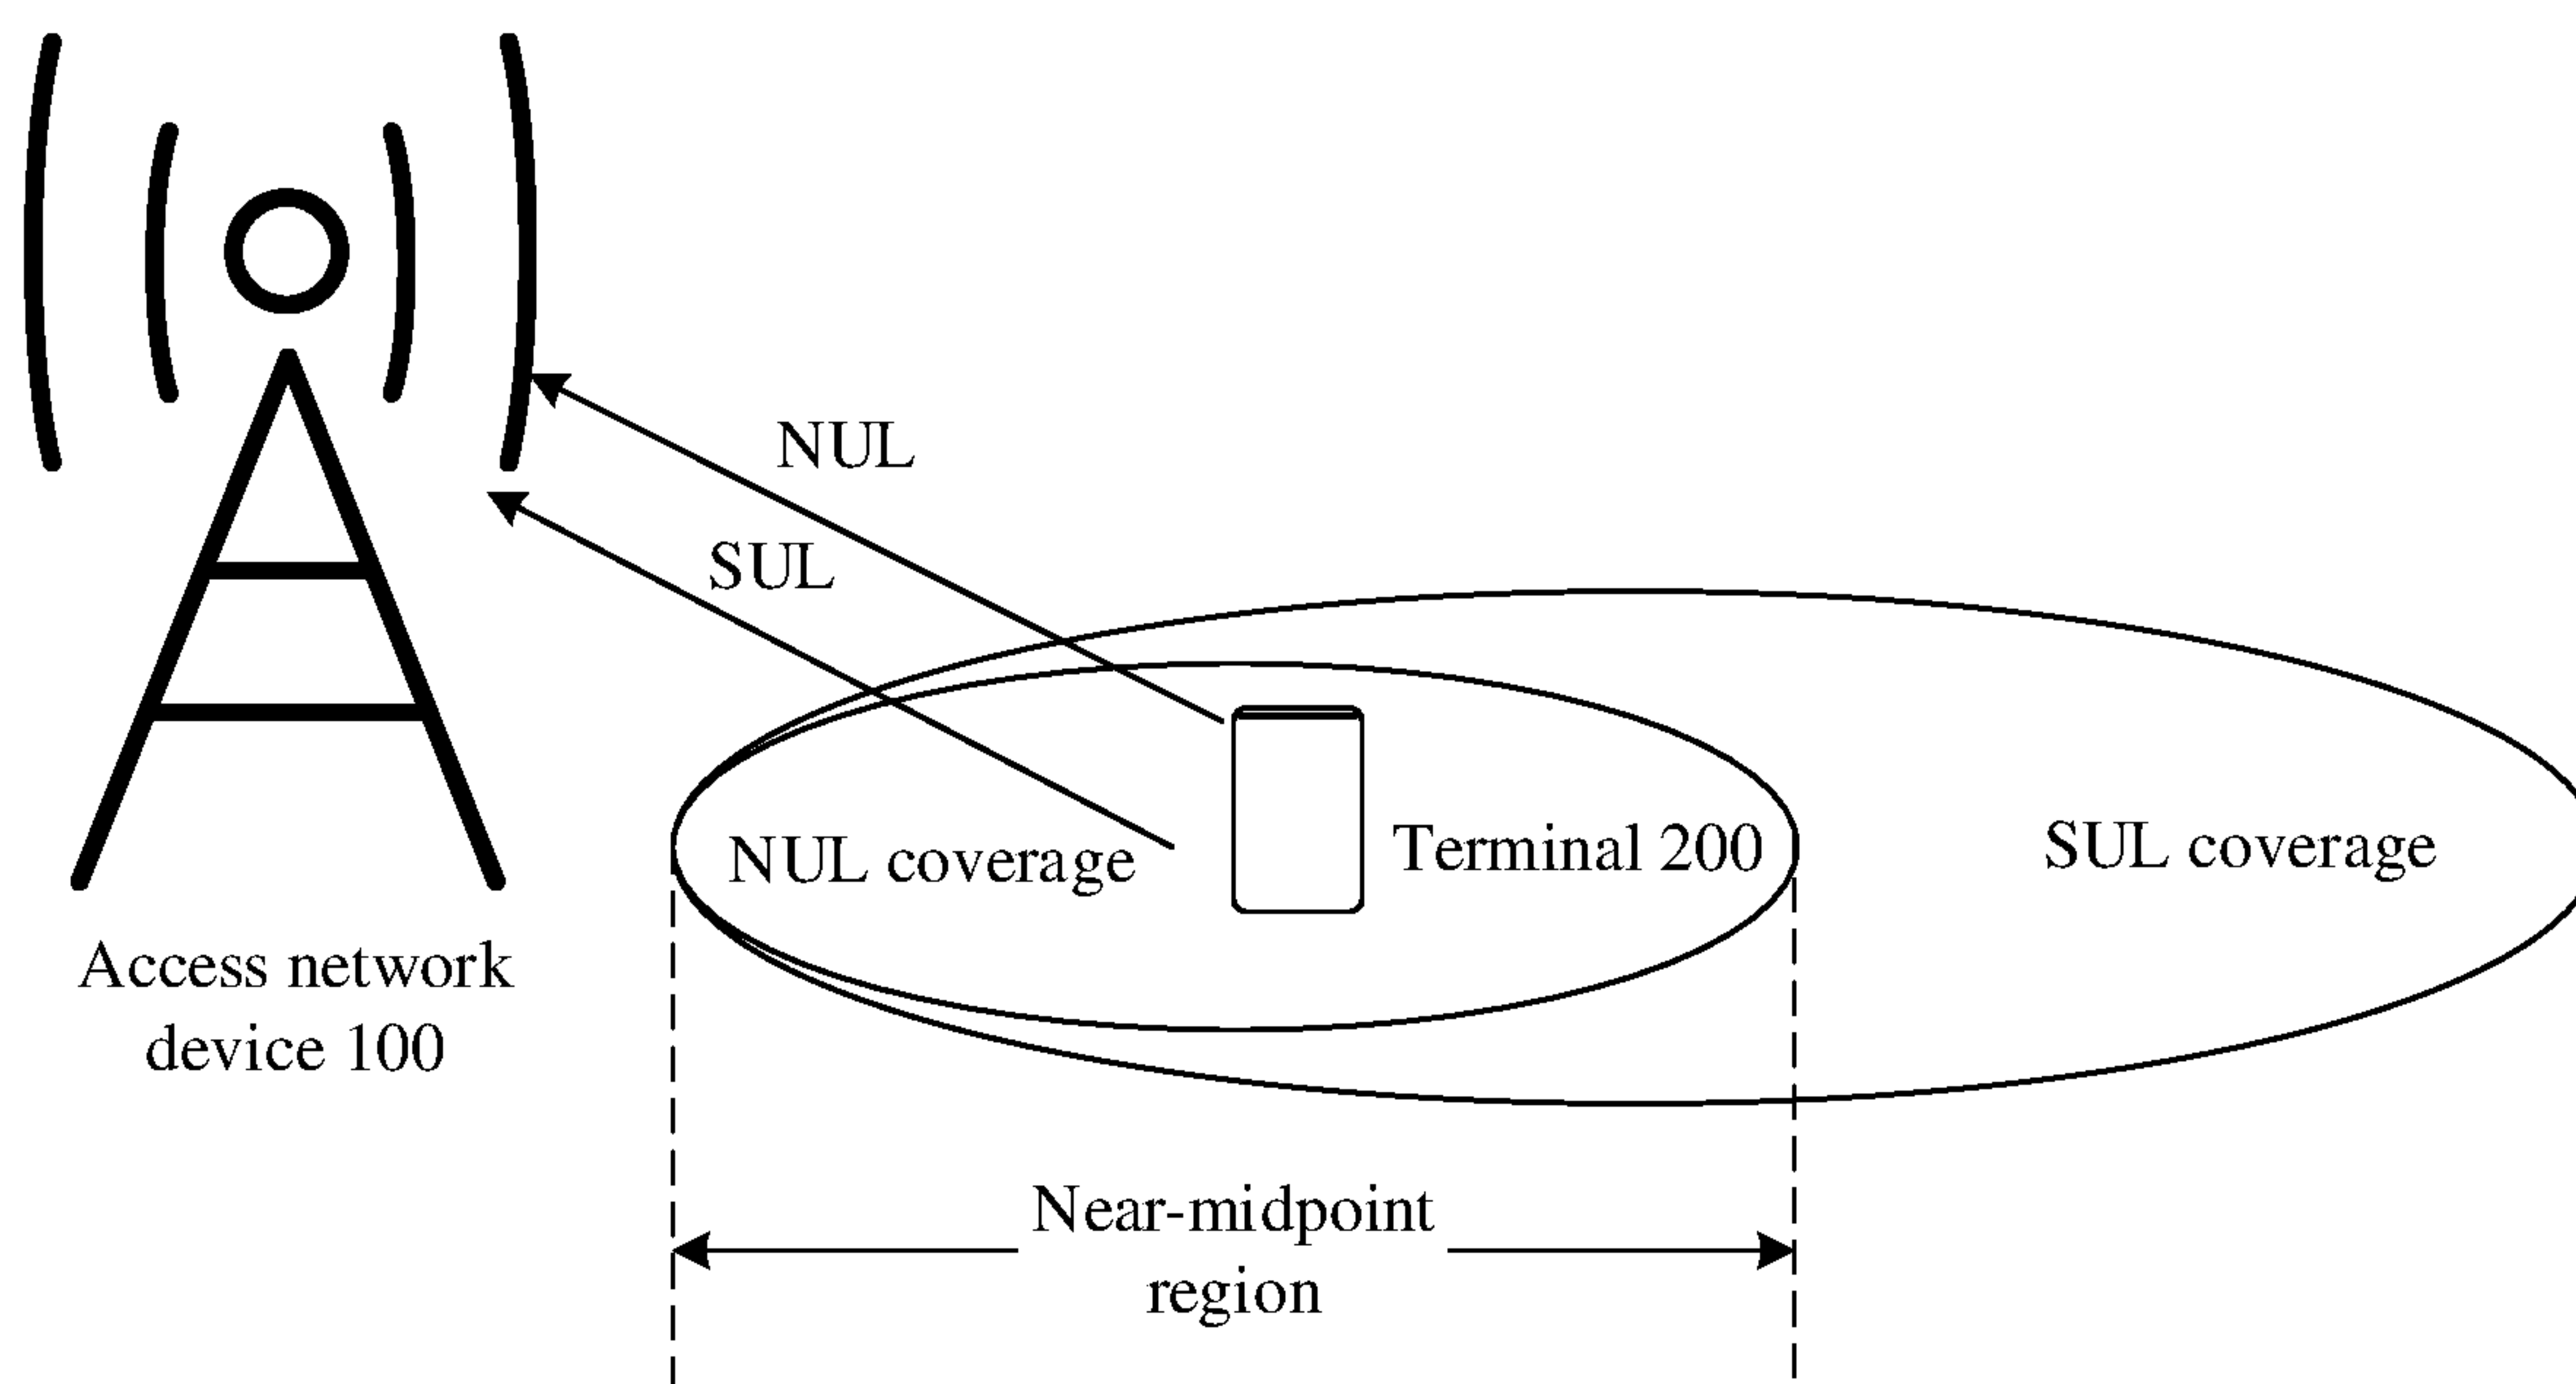 NUL
SUL
NUL coverage
Terminal 200
SUL coverage
Access network
device 100
Near-midpoint
region